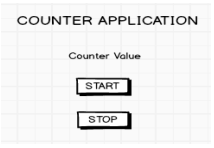 COUNTER APPLICATION
Counter Value
START
STOP